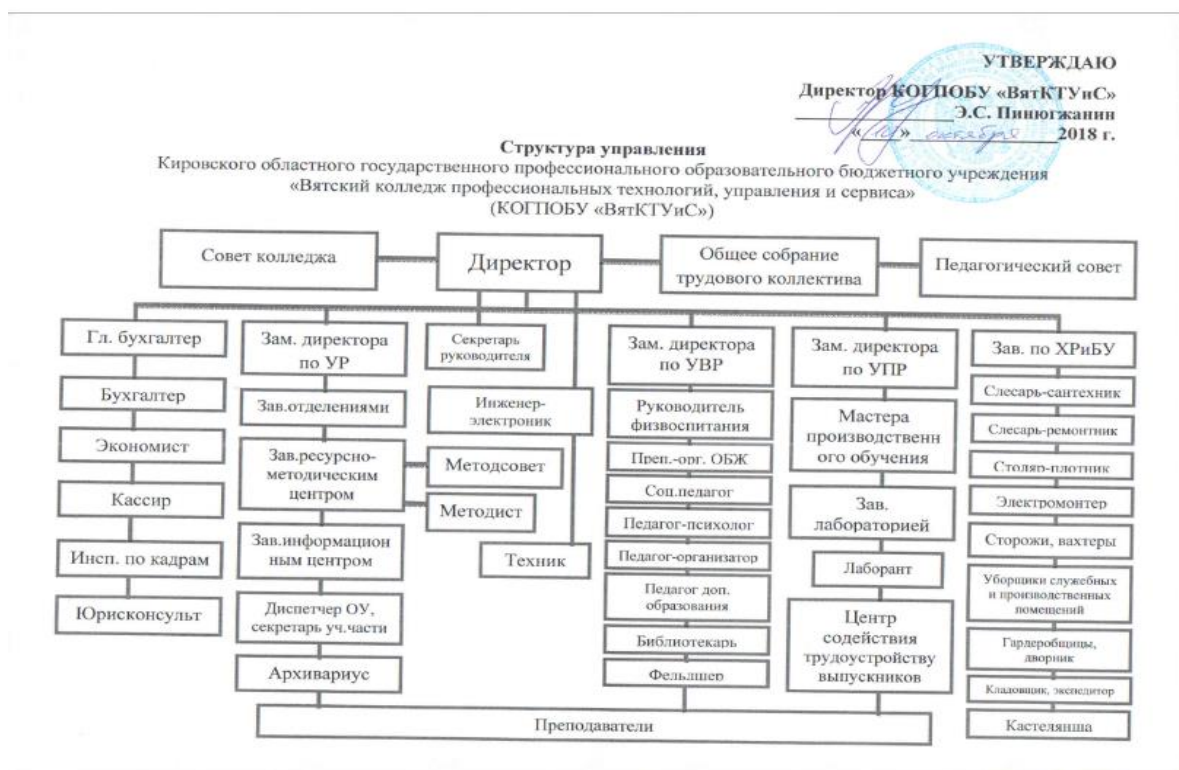 УТВЕРЖДАЮ
Директор КОГПОБУ «ВятКТУиС»
Э.С. Пинюгжанин
«10» октября 2018 г.
Структура управления
Кировского областного государственного профессионального образовательного бюджетного учреждения
«Вятский колледж профессиональных технологий, управления и сервиса»
(КОГПОБУ «ВятКТУиС»)
Совет колледжа
Директор
Общее собрание
трудового коллектива
Педагогический совет
Гл. бухгалтер
Бухгалтер
Экономист
Кассир
Инсп. по кадрам
Юрисконсульт
Зам. директора
по УР
Зав.отделениями
Зав.ресурсно-
методическим
центром
Зав.информацион
ным центром
Диспетчер ОУ,
секретарь уч.части
Архивариус
Секретарь
руководителя
Инженер-
электроник
Методсовет
Методист
Техник
Зам. директора
по УВР
Руководитель
физвоспитания
Преп.-орг. ОБЖ
Соц.педагог
Педагог-психолог
Педагог-организатор
Педагог доп.
образования
Библиотекарь
Фельдшер
Зам. директора
по УПР
Мастера
производственн
ого обучения
Зав.
лабораторией
Лаборант
Центр
содействия
трудоустройству
выпускников
Зав. по ХРиБУ
Слесарь-сантехник
Слесарь-ремонтник
Столяр-плотник
Электромонтер
Сторожи, вахтеры
Уборщики служебных
и производственных
помещений
Гардеробщицы,
дворник
Кладовщик, экспедитор
Кастелянша
Преподаватели